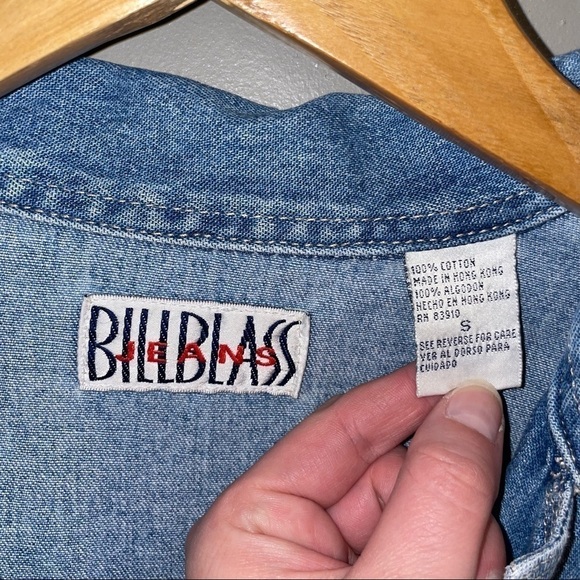 BILLBLASS
JEANS
100% COTTON
MADE IN HONG KONG
100% ALGODON
HECHO EN HONG KONG
RN 83910
S
SEE REVERSE FOR CARE
VER AL DORSO PARA
CUIDADO